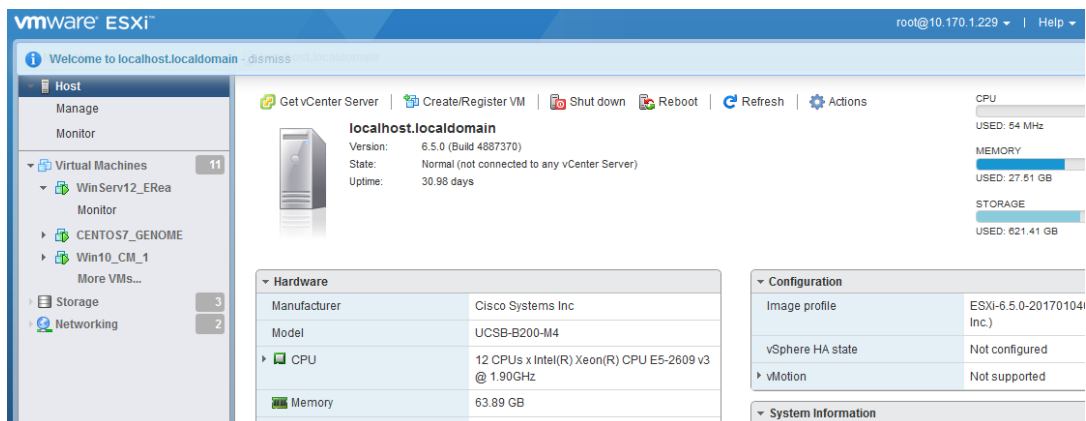 vmware ESXi™
root@10.170.1.229 | Help
Welcome to localhost.localdomain - dismiss
Host
Manage
Monitor
Virtual Machines 11
WinServ12_ERea
Monitor
CENTOS7_GENOME
Win10_CM_1
More VMs...
Storage 3
Networking 2
Get vCenter Server | Create/Register VM | Shut down Reboot | Refresh | Actions
localhost.localdomain
Version: 6.5.0 (Build 4887370)
State: Normal (not connected to any vCenter Server)
Uptime: 30.98 days
CPU
USED: 54 MHz
MEMORY
USED: 27.51 GB
STORAGE
USED: 621.41 GB
Hardware
Manufacturer Cisco Systems Inc
Model UCSB-B200-M4
CPU 12 CPUs x Intel(R) Xeon(R) CPU E5-2609 v3
@ 1.90GHz
Memory 63.89 GB
Configuration
Image profile ESXi-6.5.0-2017010
Inc.)
vSphere HA state Not configured
vMotion Not supported
System Information